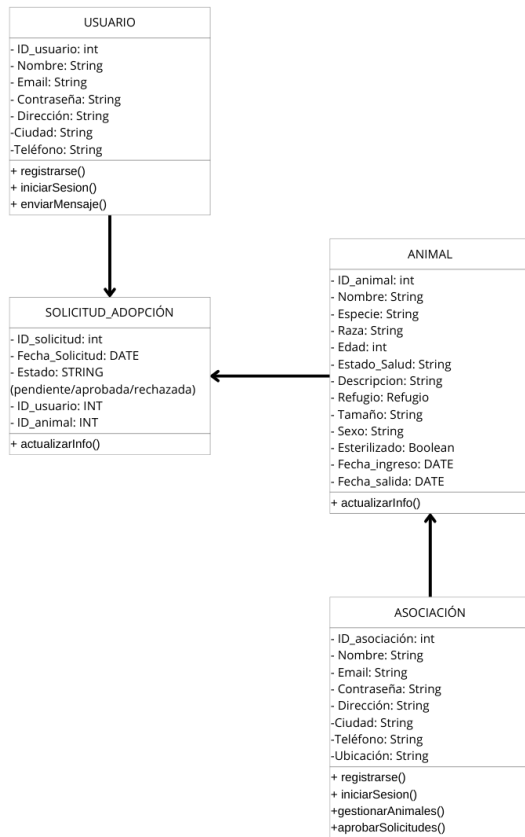 USUARIO
- ID_usuario: int
- Nombre: String
- Email: String
- Contraseña: String
- Dirección: String
-Ciudad: String
-Teléfono: String
+ registrarse()
+ iniciarSesion()
+ enviarMensaje()
SOLICITUD_ADOPCIÓN
- ID_solicitud: int
- Fecha_Solicitud: DATE
- Estado: STRING
(pendiente/aprobada/rechazada)
- ID_usuario: INT
- ID_animal: INT
+ actualizarInfo()
ANIMAL
- ID_animal: int
- Nombre: String
- Especie: String
- Raza: String
- Edad: int
- Estado_Salud: String
- Descripcion: String
- Refugio: Refugio
- Tamaño: String
- Sexo: String
- Esterilizado: Boolean
- Fecha_ingreso: DATE
- Fecha_salida: DATE
+ actualizarInfo()
ASOCIACIÓN
- ID_asociación: int
- Nombre: String
- Email: String
- Contraseña: String
- Dirección: String
-Ciudad: String
-Teléfono: String
-Ubicación: String
+ registrarse()
+ iniciarSesion()
+gestionarAnimales()
+aprobarSolicitudes()